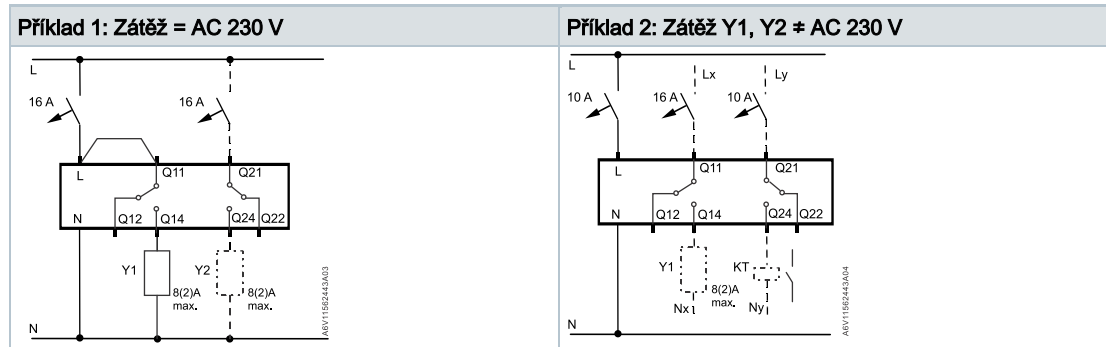 Příklad 1: Zátěž = AC 230 V
L
16 A
16 A
L
Q11
Q21
N
Q12
Q14
Q24
Q22
Y1
8(2)A
max.
Y2
8(2)A
max.
N
A6V11562443A03
Příklad 2: Zátěž Y1, Y2 ≠ AC 230 V
L
Lx
Ly
10 A
16 A
10 A
L
Q11
Q21
N
Q12
Q14
Q24
Q22
Y1
8(2)A
max.
Nx
KT
Ny
N
A6V11562443A04